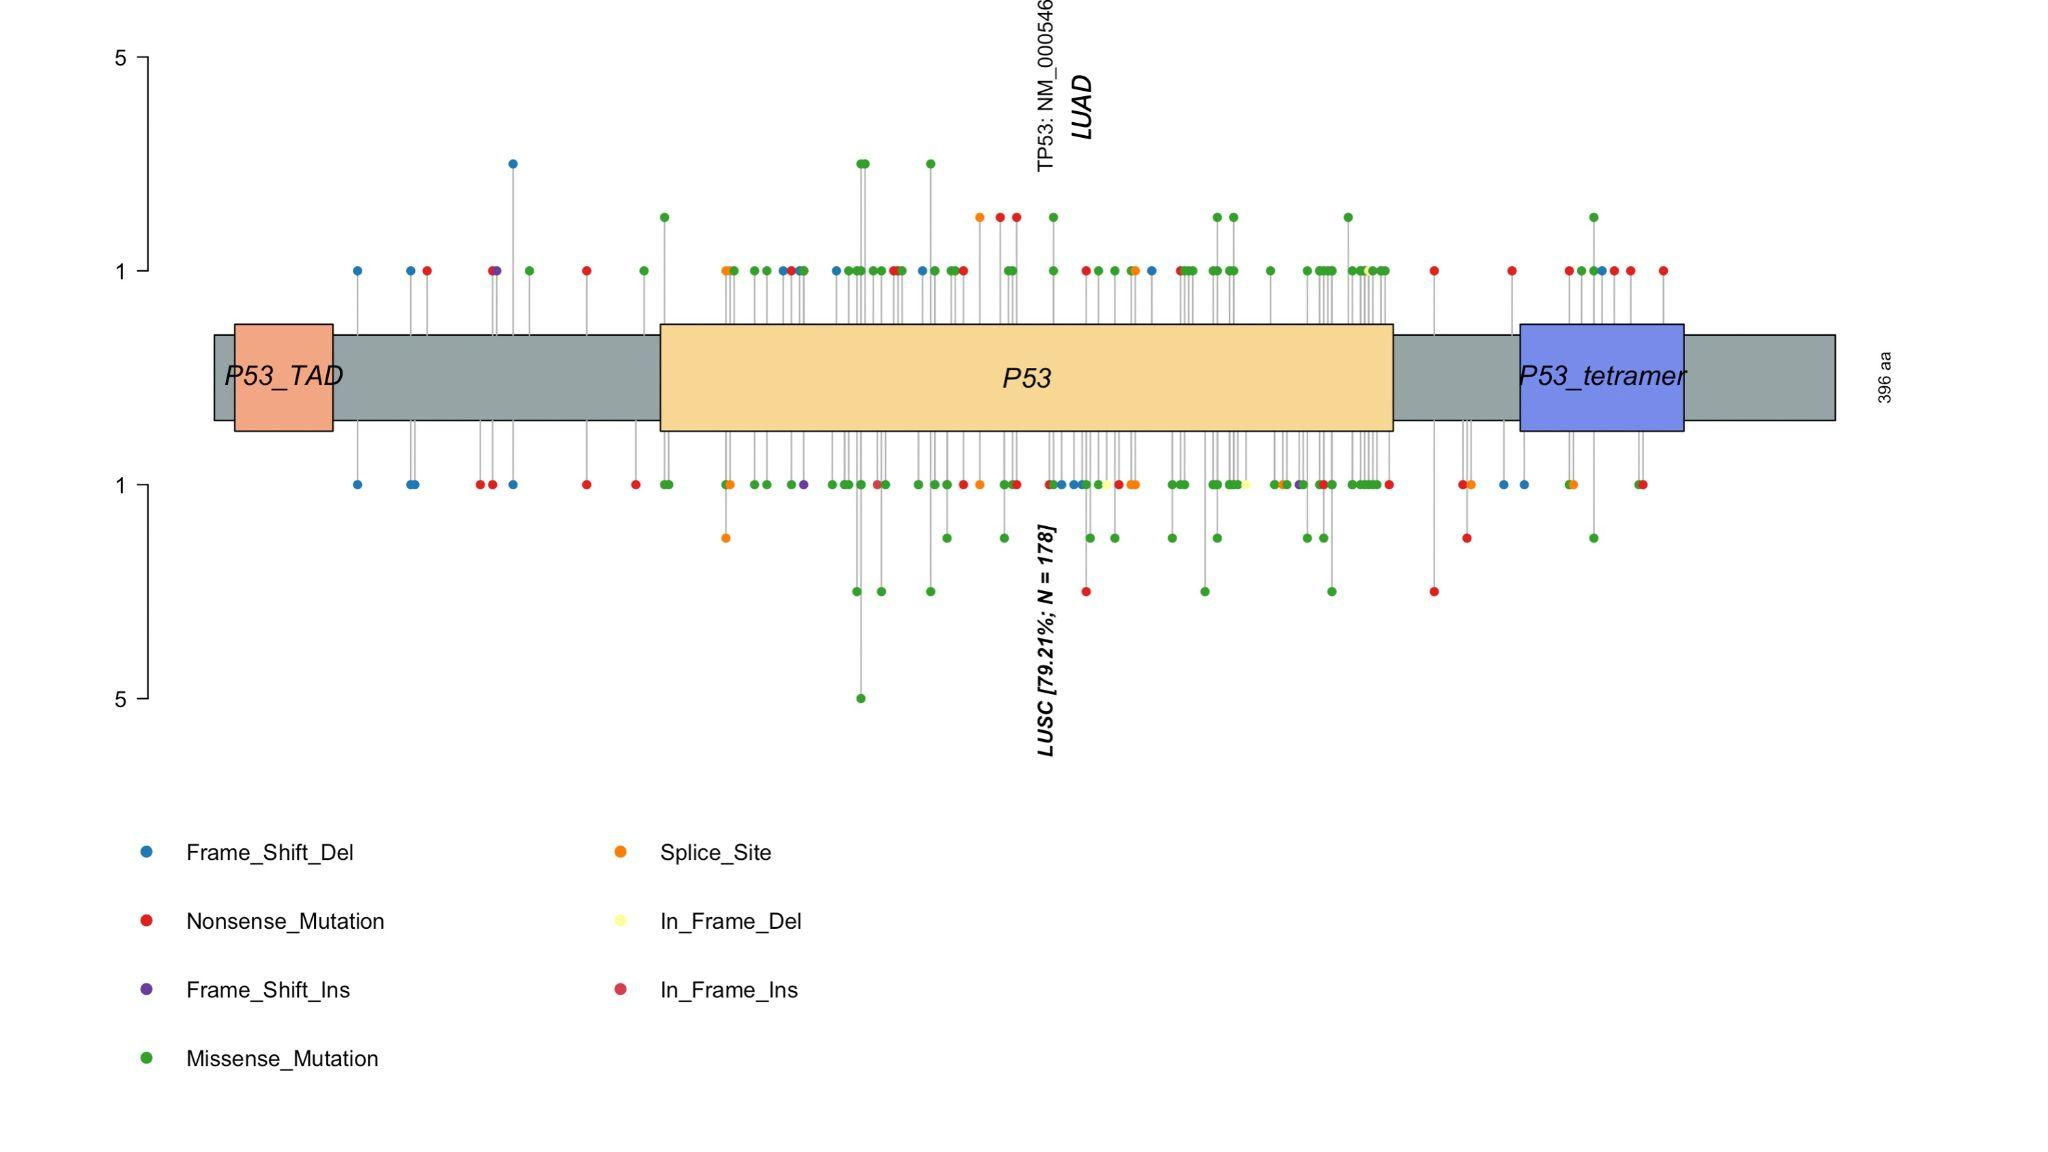 5
TP53: NM_000546
LUAD
1
P53_TAD
P53
P53_tetramer
396 aa
1
LUSC [79.21%; N = 178]
5
Frame_Shift_Del
Splice_Site
Nonsense_Mutation
In_Frame_Del
Frame_Shift_Ins
In_Frame_Ins
Missense_Mutation